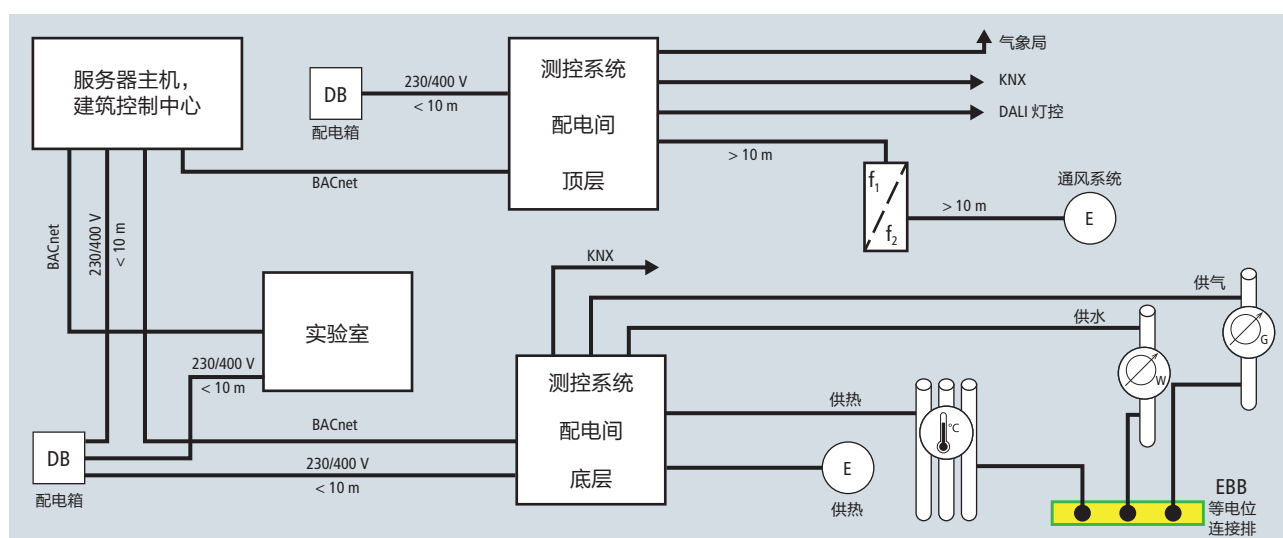 服务器主机,
建筑控制中心
DB
配电箱
230/400 V
< 10 m
测控系统
配电间
顶层
气象局
KNX
DALI 灯控
> 10 m
f1
f2
> 10 m
通风系统
E
BACnet
BACnet
230/400 V
< 10 m
实验室
230/400 V
< 10 m
KNX
供气
供水
G
W
测控系统
配电间
底层
BACnet
230/400 V
< 10 m
DB
配电箱
供热
°C
E
供热
EBB
等电位
连接排